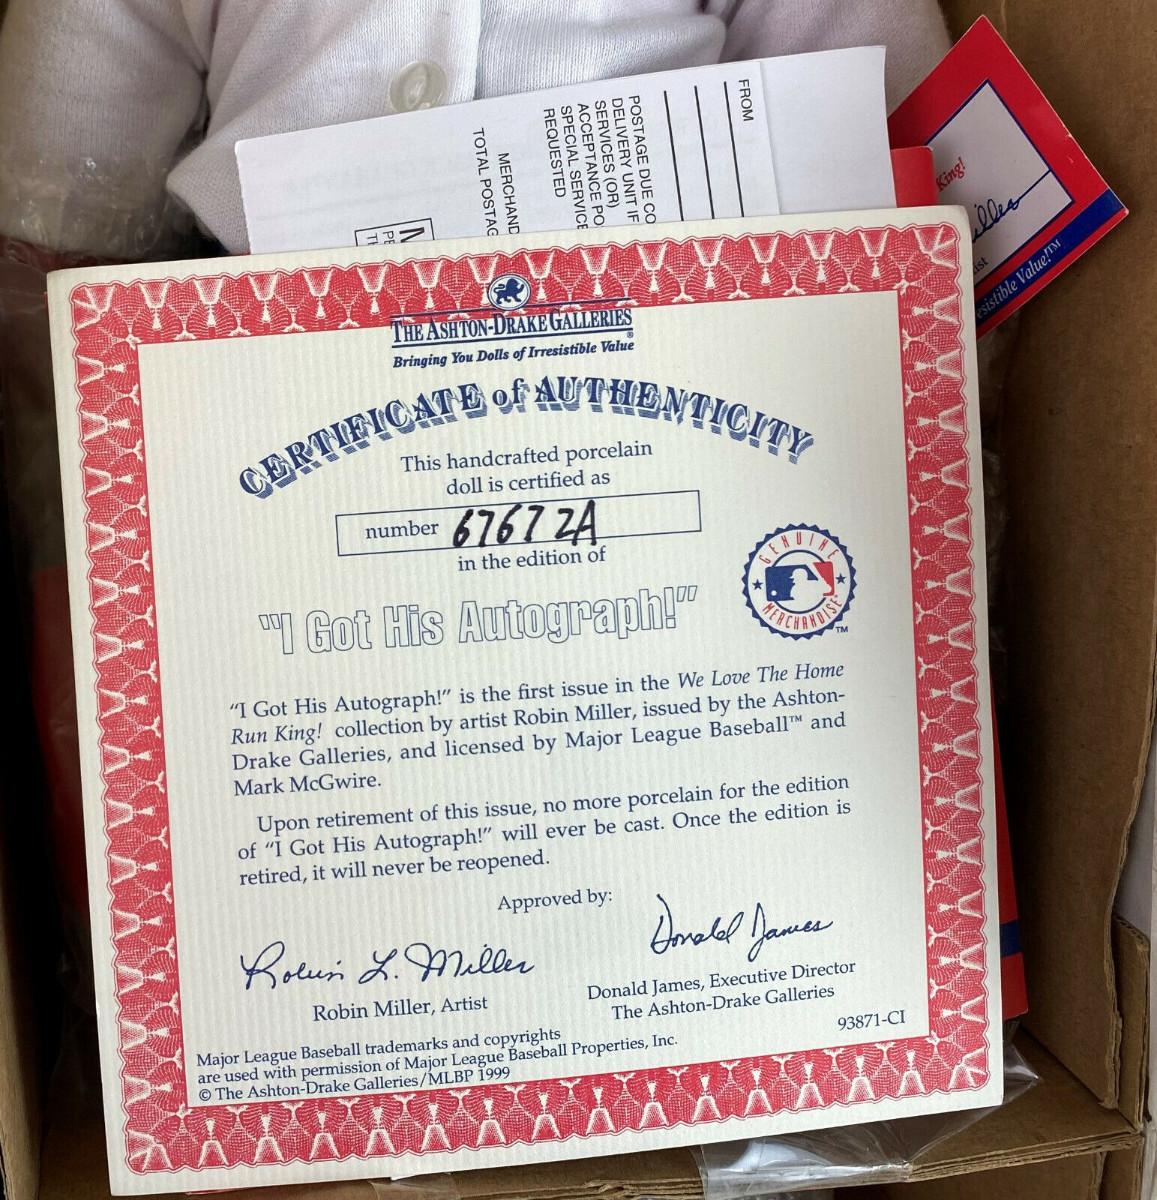 FROM
POSTAGE DUE CO
DELIVERY UNIT IF
SERVICES (OR)
ACCEPTANCE PO
SPECIAL SERVICE
REQUESTED
MERCHAND
TOTAL POSTAG
King!
iller
ist
esistible Value!™
THE ASHTON-DRAKE GALLERIES®
Bringing You Dolls of Irresistible Value
CERTIFICATE of AUTHENTICITY
This handcrafted porcelain
doll is certified as
number 67672A
in the edition of
"I Got His Autograph!"
GENUINE
MERCHANDISE
TM
"I Got His Autograph!" is the first issue in the We Love The Home
Run King! collection by artist Robin Miller, issued by the Ashton-
Drake Galleries, and licensed by Major League Baseball™ and
Mark McGwire.
Upon retirement of this issue, no more porcelain for the edition
of "I Got His Autograph!" will ever be cast. Once the edition is
retired, it will never be reopened.
Approved by:
Robin L. Miller
Donald James
Robin Miller, Artist
Donald James, Executive Director
The Ashton-Drake Galleries
93871-CI
Major League Baseball trademarks and copyrights
are used with permission of Major League Baseball Properties, Inc.
© The Ashton-Drake Galleries/MLBP 1999